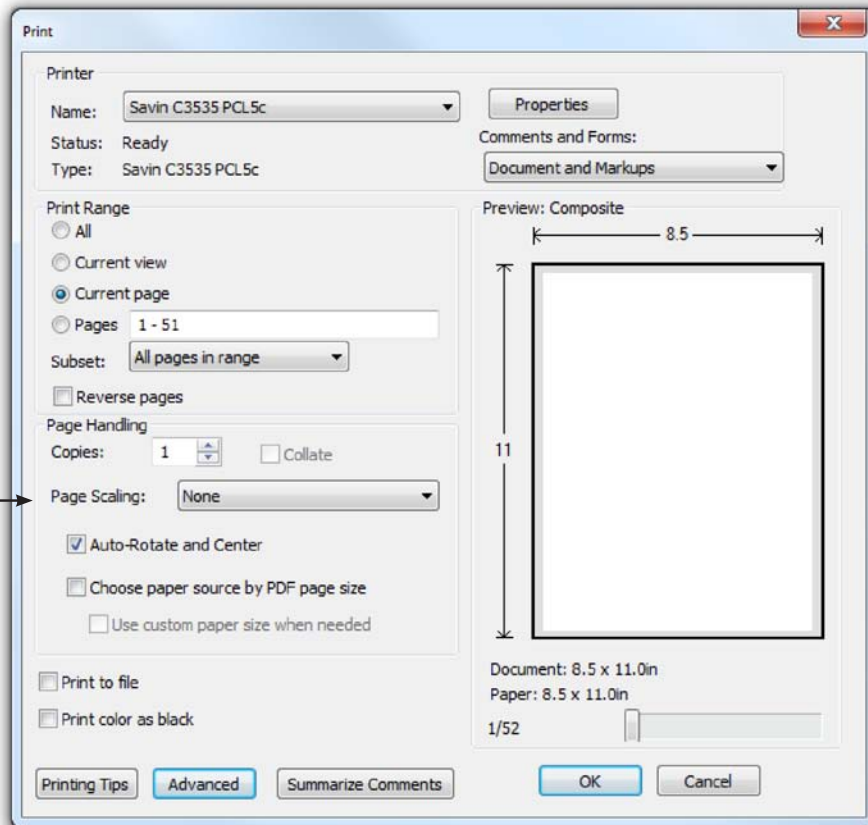 Print
Printer
Name: Savin C3535 PCL5c Properties
Status: Ready Comments and Forms:
Type: Savin C3535 PCL5c Document and Markups
Print Range
All
Current view
Current page
Pages 1 - 51
Subset: All pages in range
Reverse pages
Page Handling
Copies: 1 Collate
Page Scaling: None
Auto-Rotate and Center
Choose paper source by PDF page size
Use custom paper size when needed
Print to file
Print color as black
Preview: Composite
8.5
11
Document: 8.5 x 11.0in
Paper: 8.5 x 11.0in
1/52
Printing Tips Advanced Summarize Comments OK Cancel